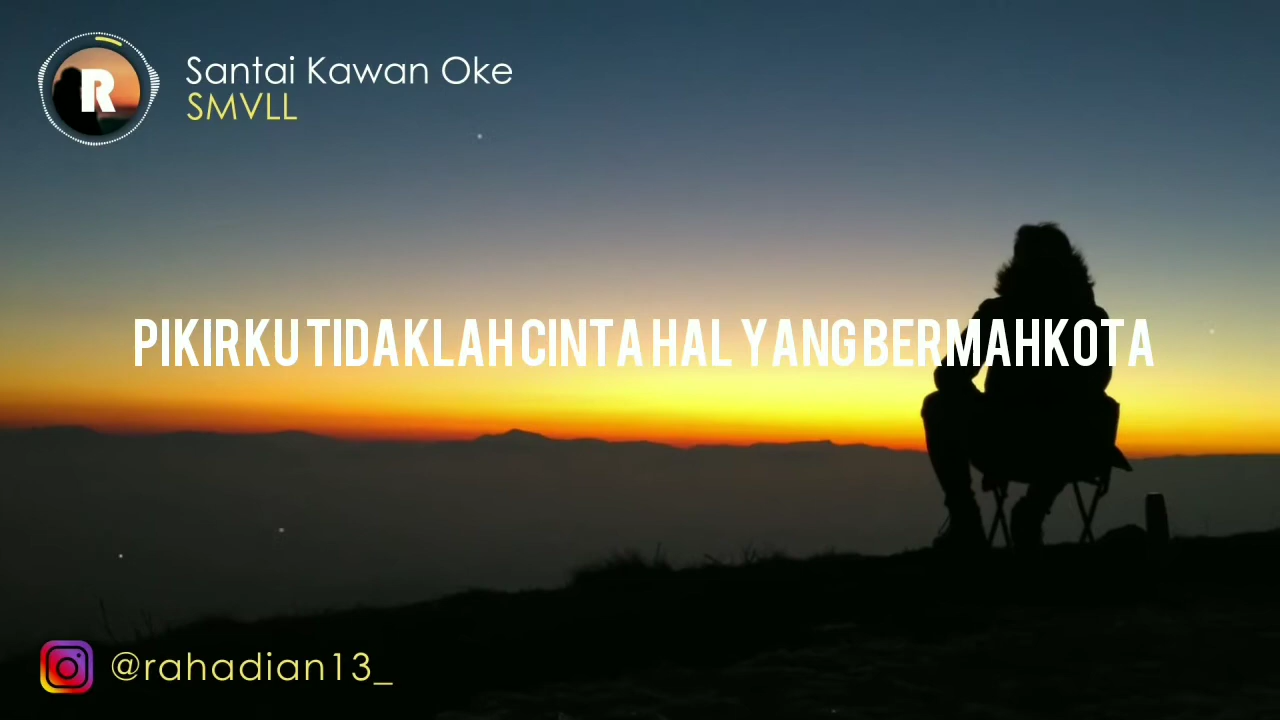 R
Santai Kawan Oke
SMVLL
PIKIRKU TIDAKLAH CINTA HAL YANG BERMAHKOTA
@rahadian13_